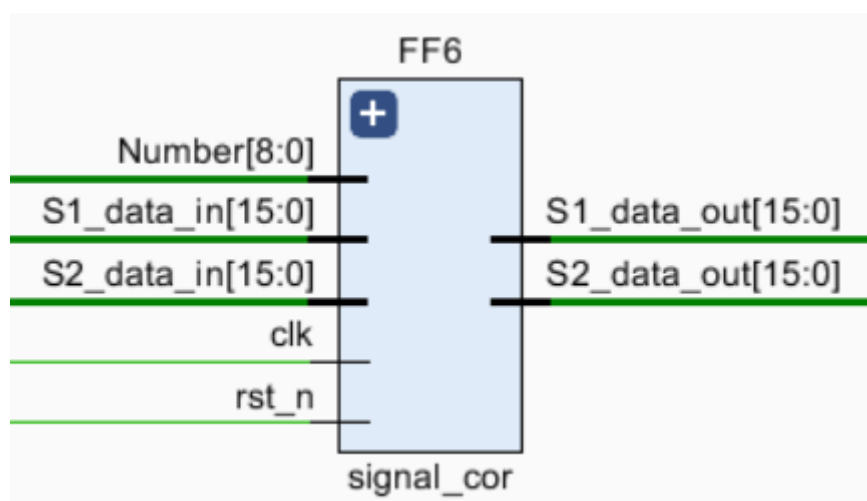 FF6
Number[8:0]
S1_data_in[15:0]
S1_data_out[15:0]
S2_data_in[15:0]
S2_data_out[15:0]
clk
rst_n
signal_cor